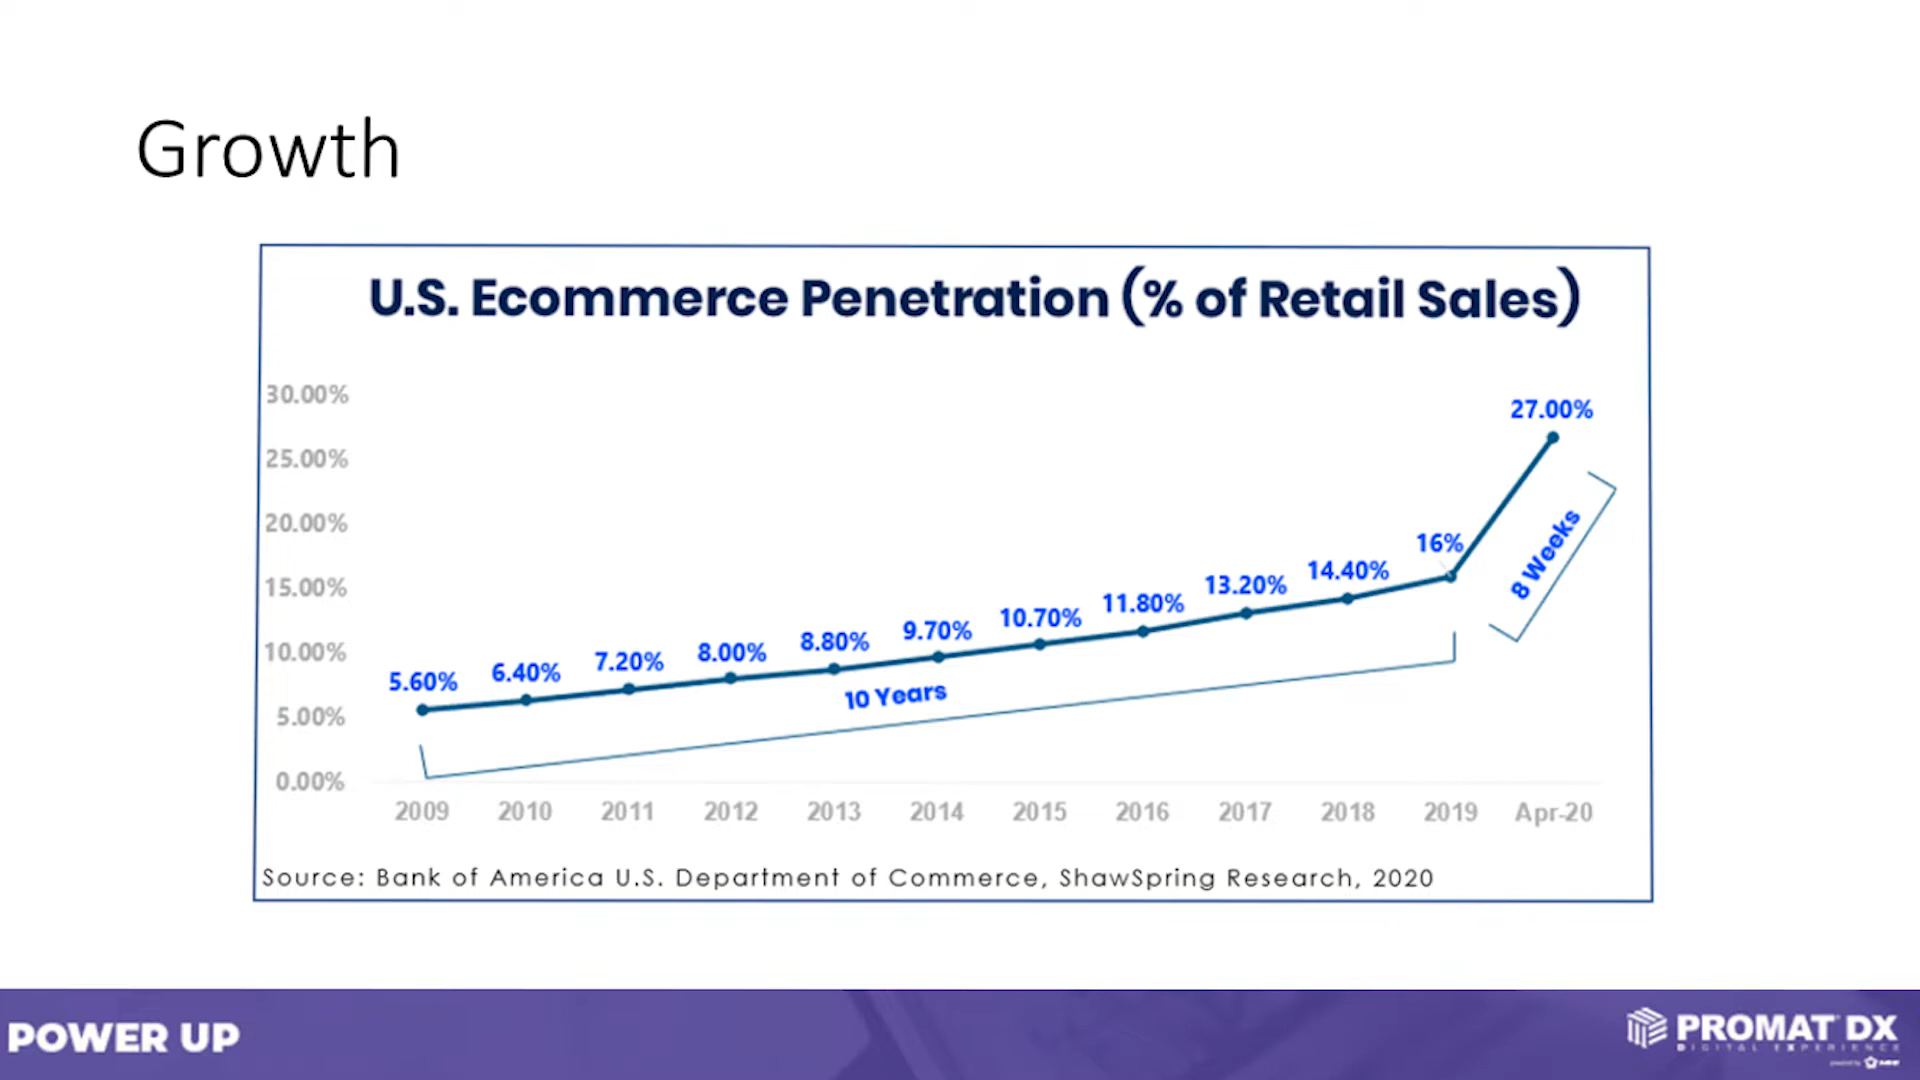 Growth
U.S. Ecommerce Penetration (% of Retail Sales)
30.00%
25.00%
20.00%
15.00%
10.00%
5.00%
0.00%
5.60%
6.40%
7.20%
8.00%
8.80%
9.70%
10.70%
11.80%
13.20%
14.40%
16%
27.00%
10 Years
8 Weeks
2009 2010 2011 2012 2013 2014 2015 2016 2017 2018 2019 Apr-20
Source: Bank of America U.S. Department of Commerce, ShawSpring Research, 2020
POWER UP
PROMAT DX
DIGITAL EXPERIENCE